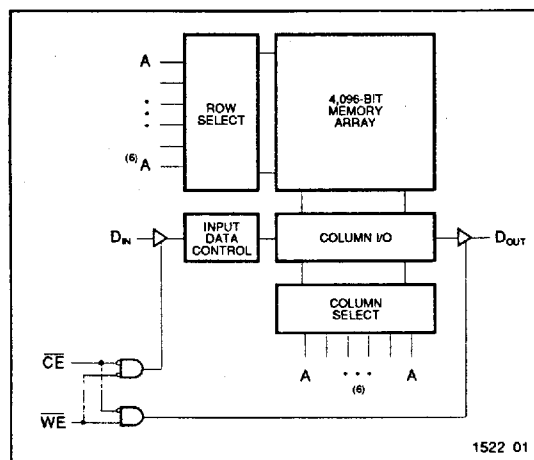 A
ROW
SELECT
(6) A
4,096-BIT
MEMORY
ARRAY
DIN
INPUT
DATA
CONTROL
COLUMN I/O
DOUT
COLUMN
SELECT
A ••• A
(6)
CE
WE
1522 01